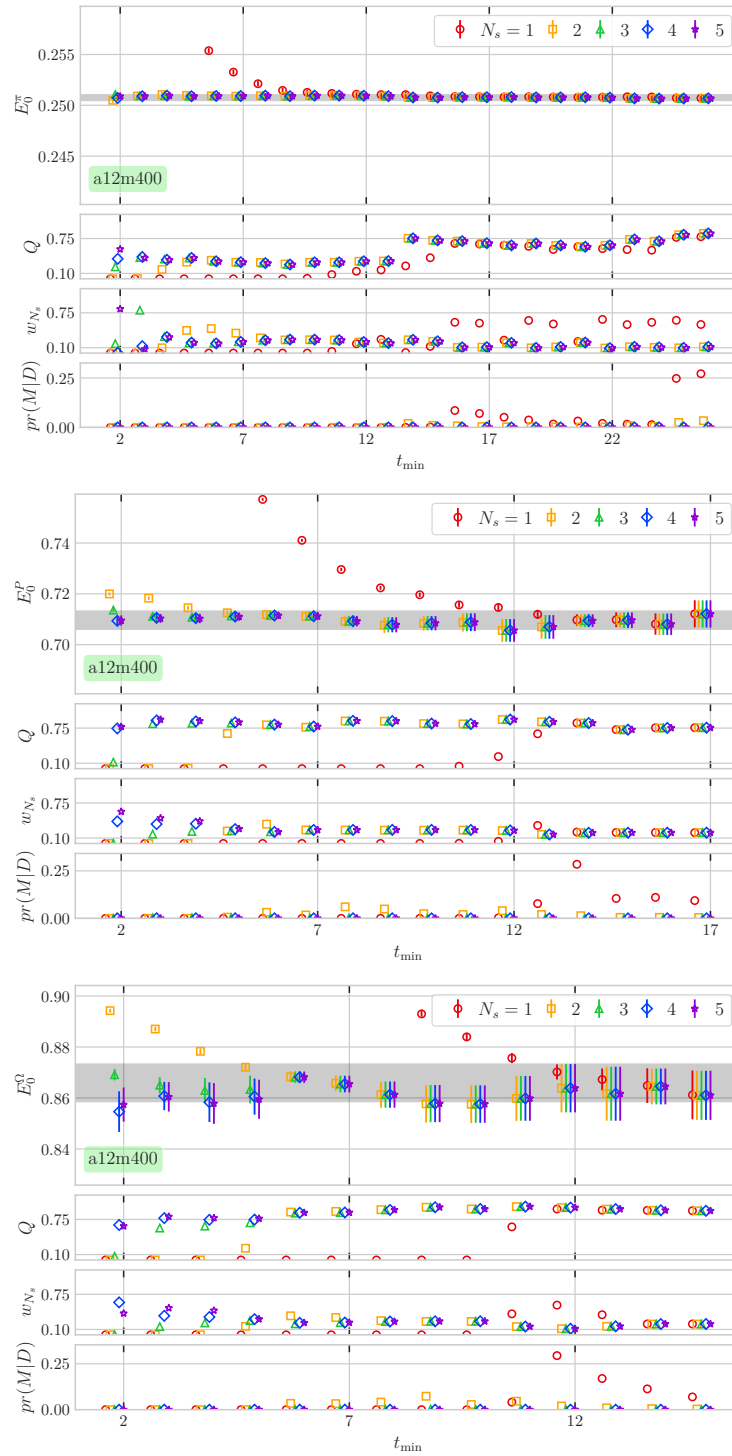 N_s = 1 2 3 4 5
0.255
0.250
0.245
E_0^π
a12m400
0.75
0.10
Q
0.75
0.10
w_{N_s}
0.25
0.00
pr(M|D)
2 7 12 17 22
t_min
N_s = 1 2 3 4 5
0.74
0.72
0.70
E_0^P
a12m400
0.75
0.10
Q
0.75
0.10
w_{N_s}
0.25
0.00
pr(M|D)
2 7 12 17
t_min
0.90
N_s = 1 2 3 4 5
0.88
0.86
0.84
E_0^Ω
a12m400
0.75
0.10
Q
0.75
0.10
w_{N_s}
0.25
0.00
pr(M|D)
2 7 12
t_min